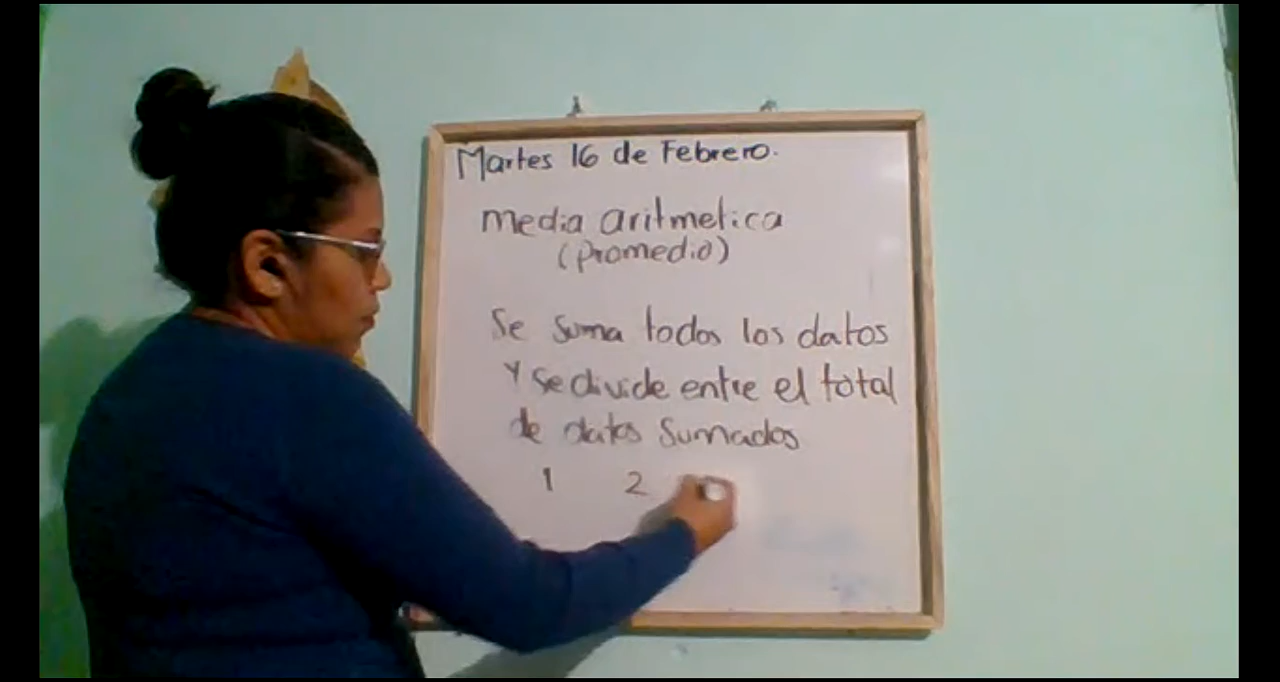 Martes 16 de Febrero.
Media aritmetica
(Promedio)
Se suma todos los datos
Y se divide entre el total
de datos Sumados
1 2